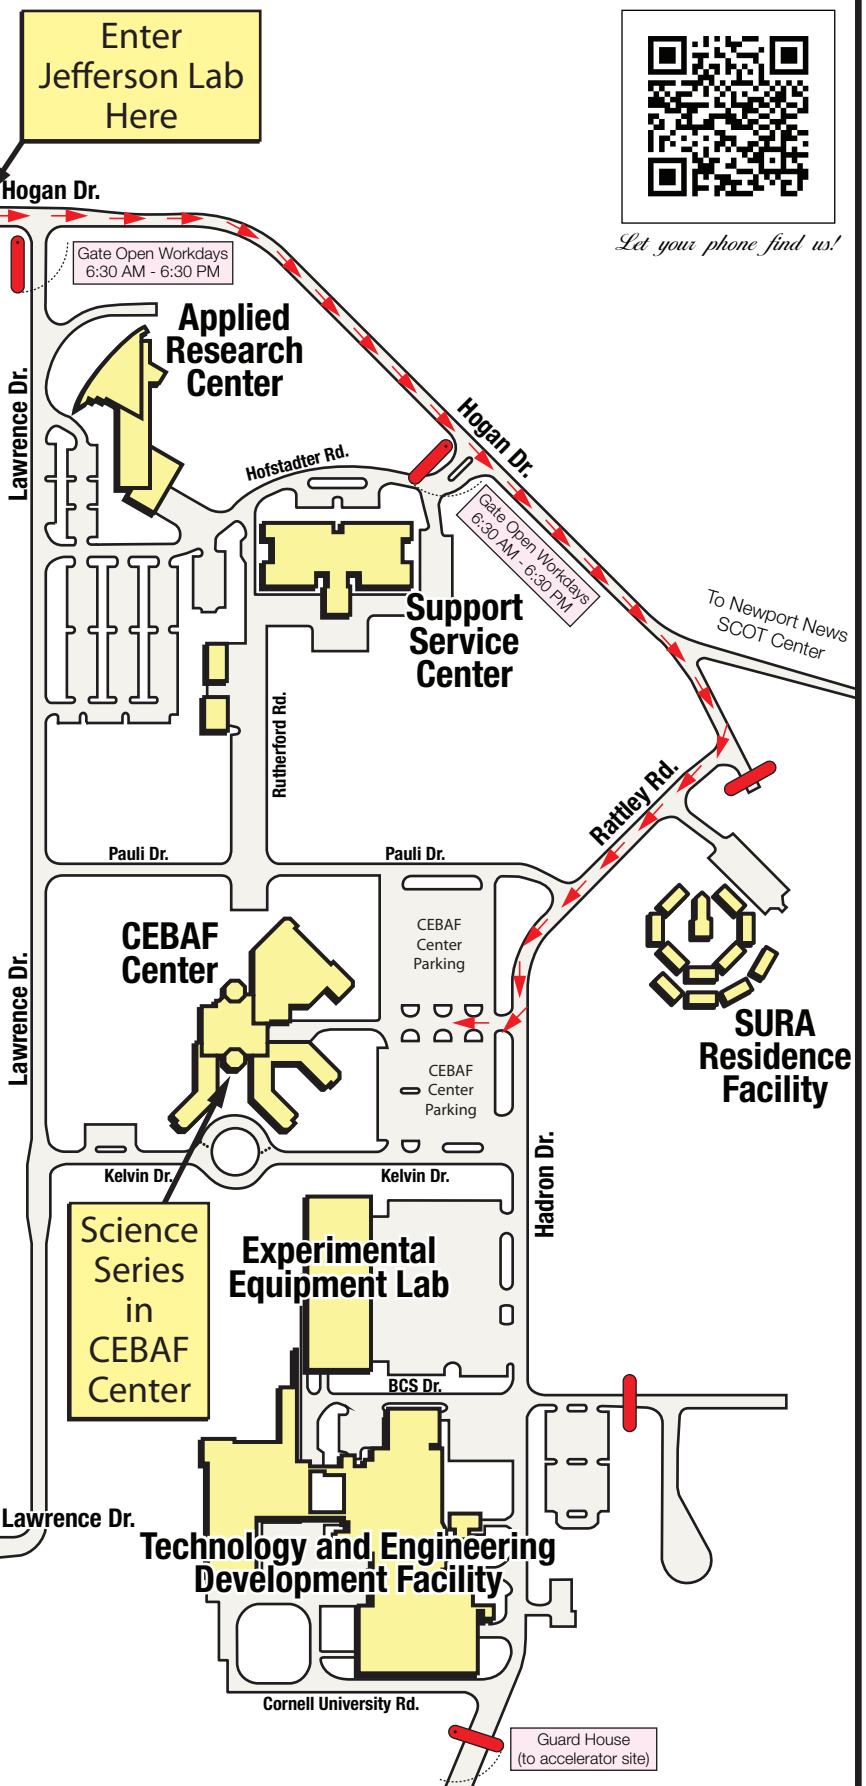 Enter
Jefferson Lab
Here
Let your phone find us!
Hogan Dr.
Gate Open Workdays
6:30 AM - 6:30 PM
Applied
Research
Center
Lawrence Dr.
Hogan Dr.
Hofstadter Rd.
Gate Open Workdays
6:30 AM - 6:30 PM
Support
Service
Center
To Newport News
SCOT Center
Rutherford Rd.
Rattley Rd.
Pauli Dr.
Pauli Dr.
CEBAF
Center
CEBAF
Center
Parking
Lawrence Dr.
SURA
Residence
Facility
CEBAF
Center
Parking
Kelvin Dr.
Kelvin Dr.
Hadron Dr.
Science
Series
in
CEBAF
Center
Experimental
Equipment Lab
BCS Dr.
Lawrence Dr.
Technology and Engineering
Development Facility
Cornell University Rd.
Guard House
(to accelerator site)